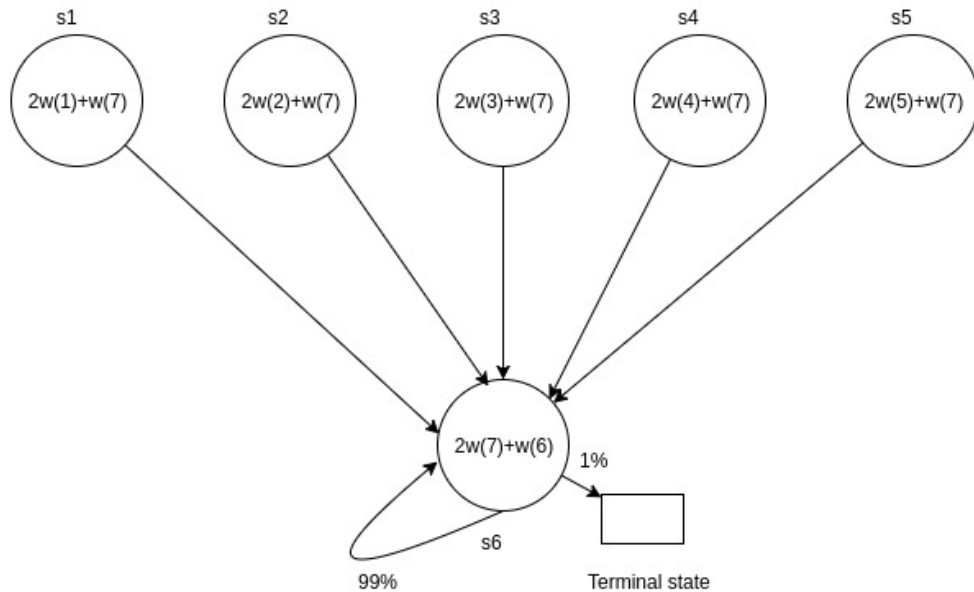 s1 s2 s3 s4 s5
2w(1)+w(7) 2w(2)+w(7) 2w(3)+w(7) 2w(4)+w(7) 2w(5)+w(7)
2w(7)+w(6)
1%
s6
99%
Terminal state